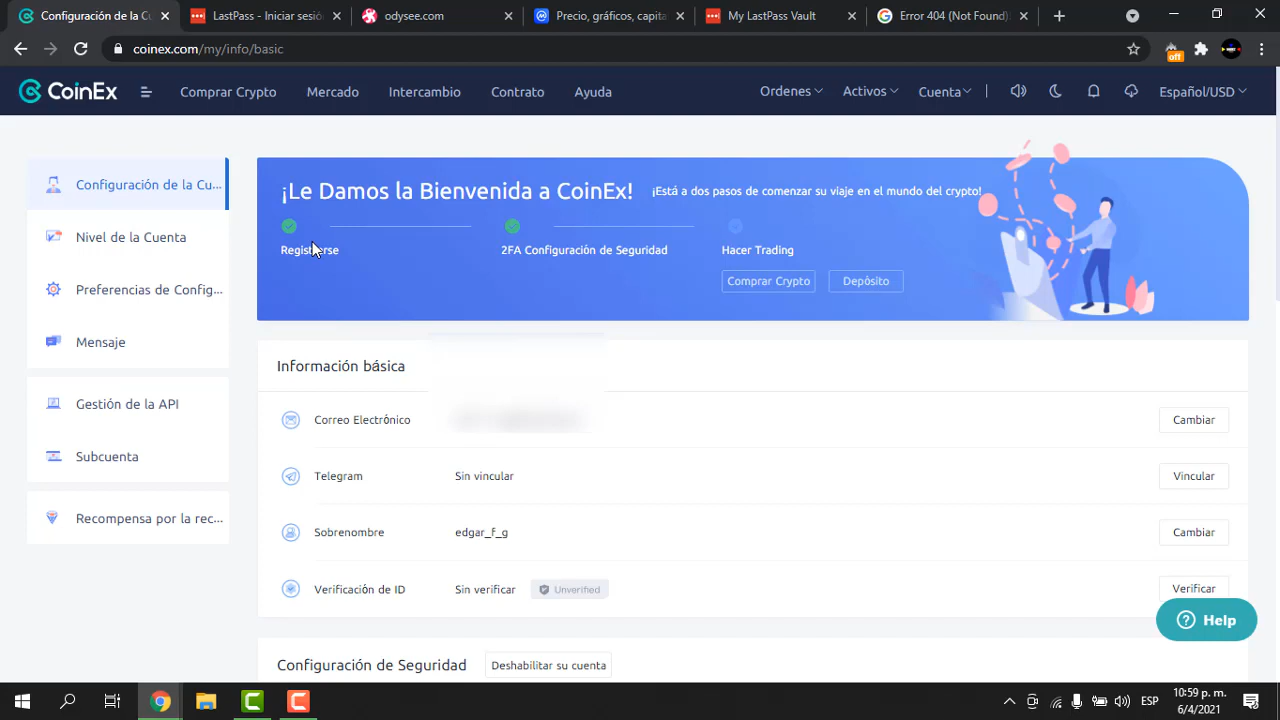 Configuración de la C
LastPass - Iniciar sesió
odysee.com
Precio, gráficos, capita
My LastPass Vault
Error 404 (Not Found)
coinex.com/my/info/basic
off
CoinEx
Comprar Crypto
Mercado
Intercambio
Contrato
Ayuda
Ordenes
Activos
Cuenta
Español/USD
Configuración de la Cu...
Nivel de la Cuenta
Preferencias de Config...
Mensaje
Gestión de la API
Subcuenta
Recompensa por la rec...
¡Le Damos la Bienvenida a CoinEx!
¡Está a dos pasos de comenzar su viaje en el mundo del crypto!
Registrerse
2FA Configuración de Seguridad
Hacer Trading
Comprar Crypto
Depósito
Información básica
Correo Electrónico
Cambiar
Telegram
Sin vincular
Vincular
Sobrenombre
edgar_f_g
Cambiar
Verificación de ID
Sin verificar
Unverified
Verificar
Help
Configuración de Seguridad
Deshabilitar su cuenta
ESP
10:59 p. m.
6/4/2021